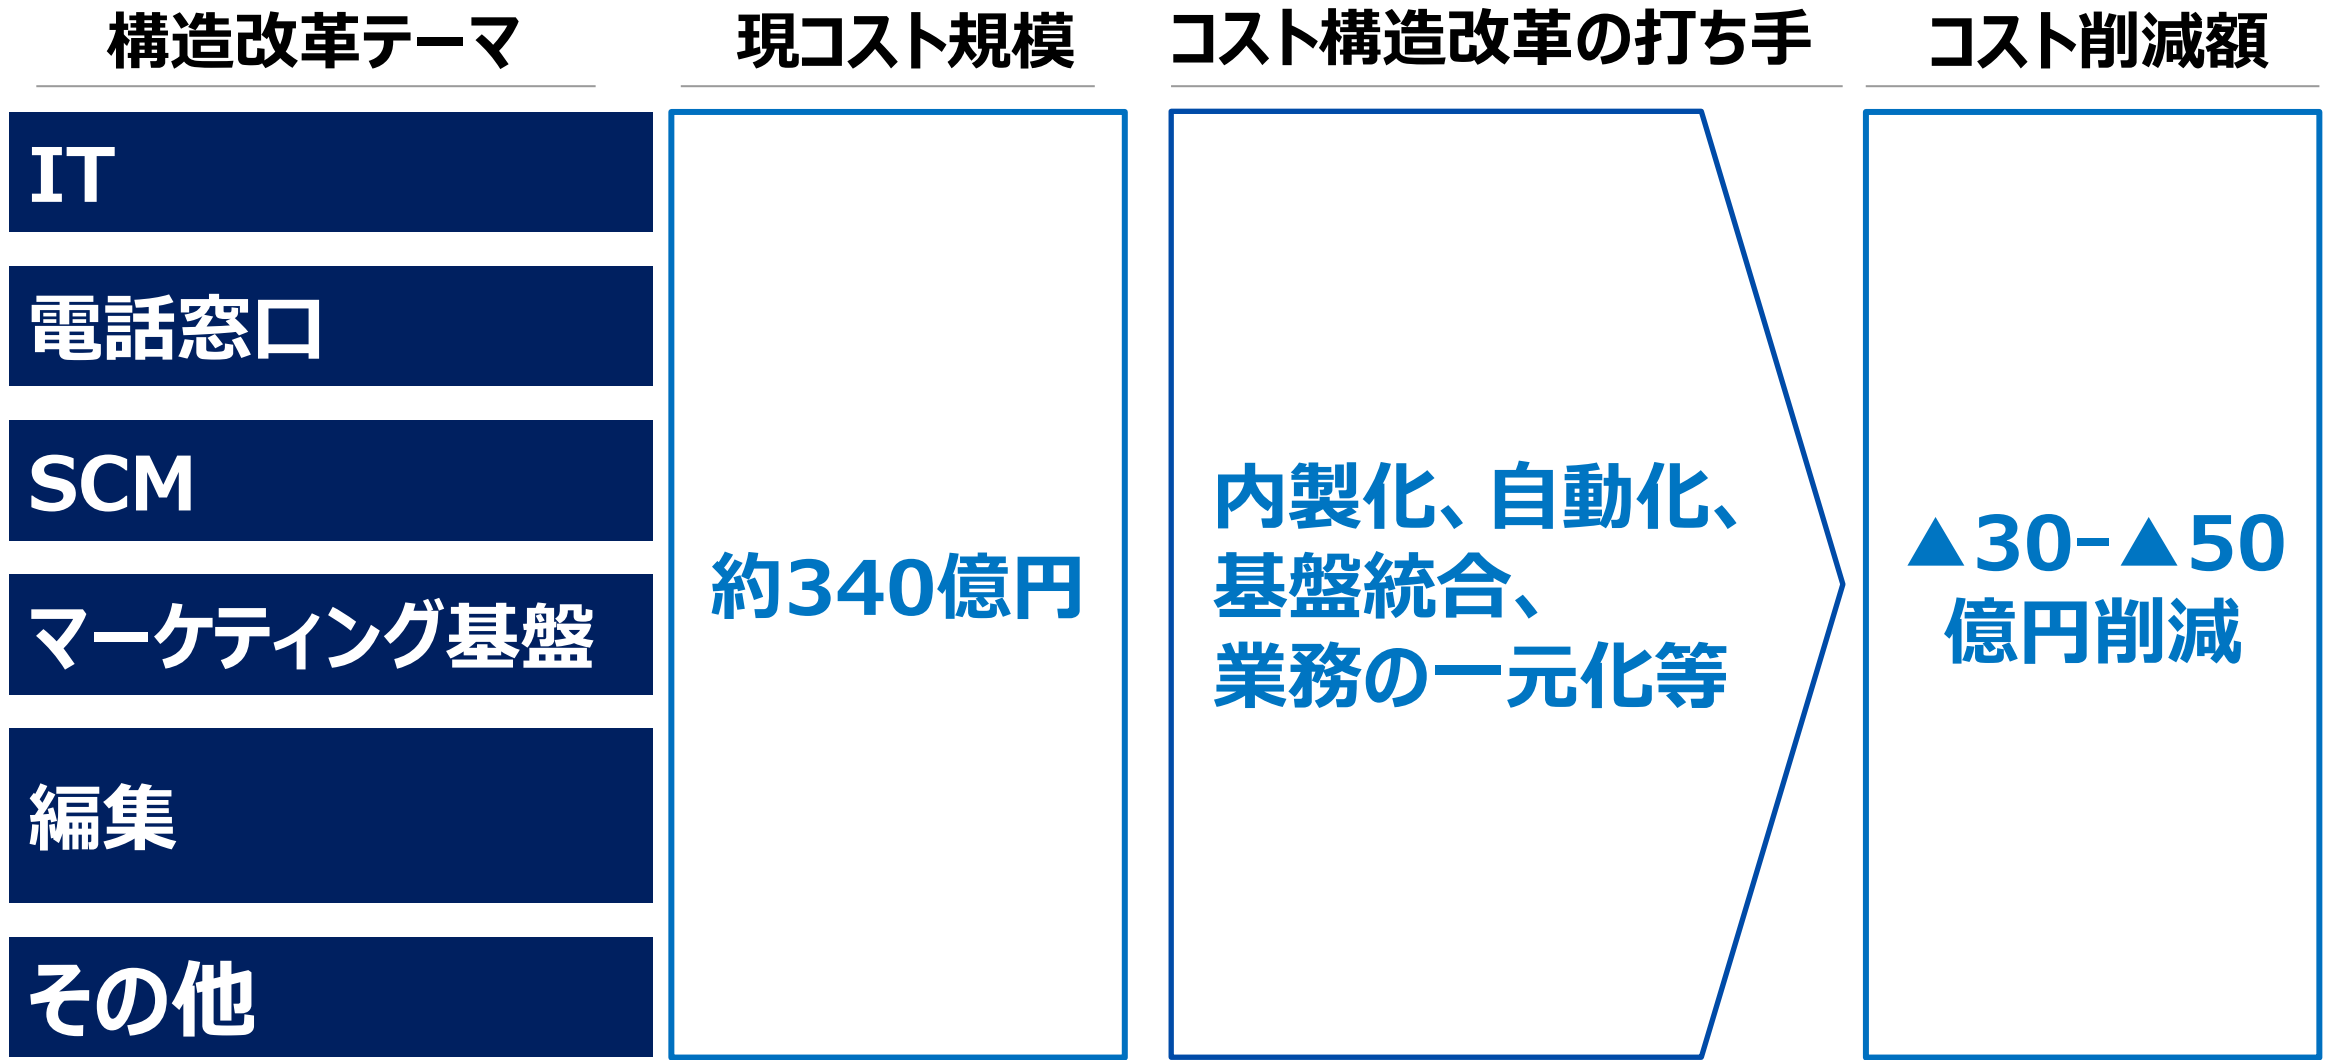 構造改革テーマ
現コスト規模
コスト構造改革の打ち手
コスト削減額
IT
電話窓口
SCM
マーケティング基盤
編集
その他
約340億円
内製化、自動化、
基盤統合、
業務の一元化等
▲30-▲50
億円削減